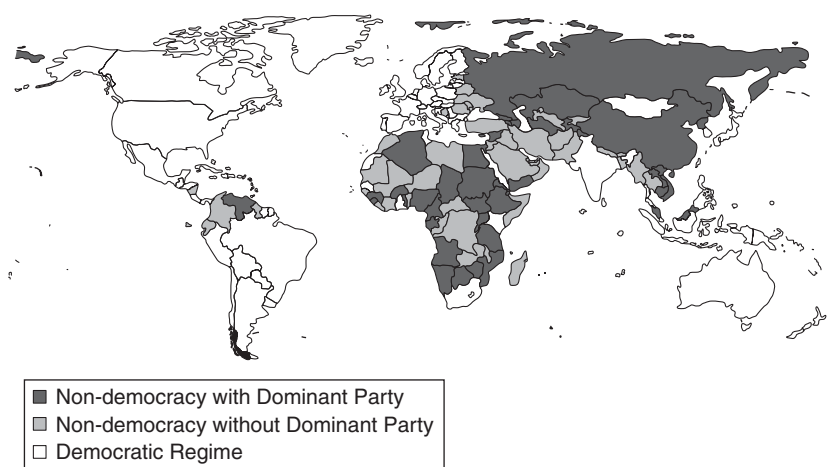 Non-democracy with Dominant Party
Non-democracy without Dominant Party
Democratic Regime